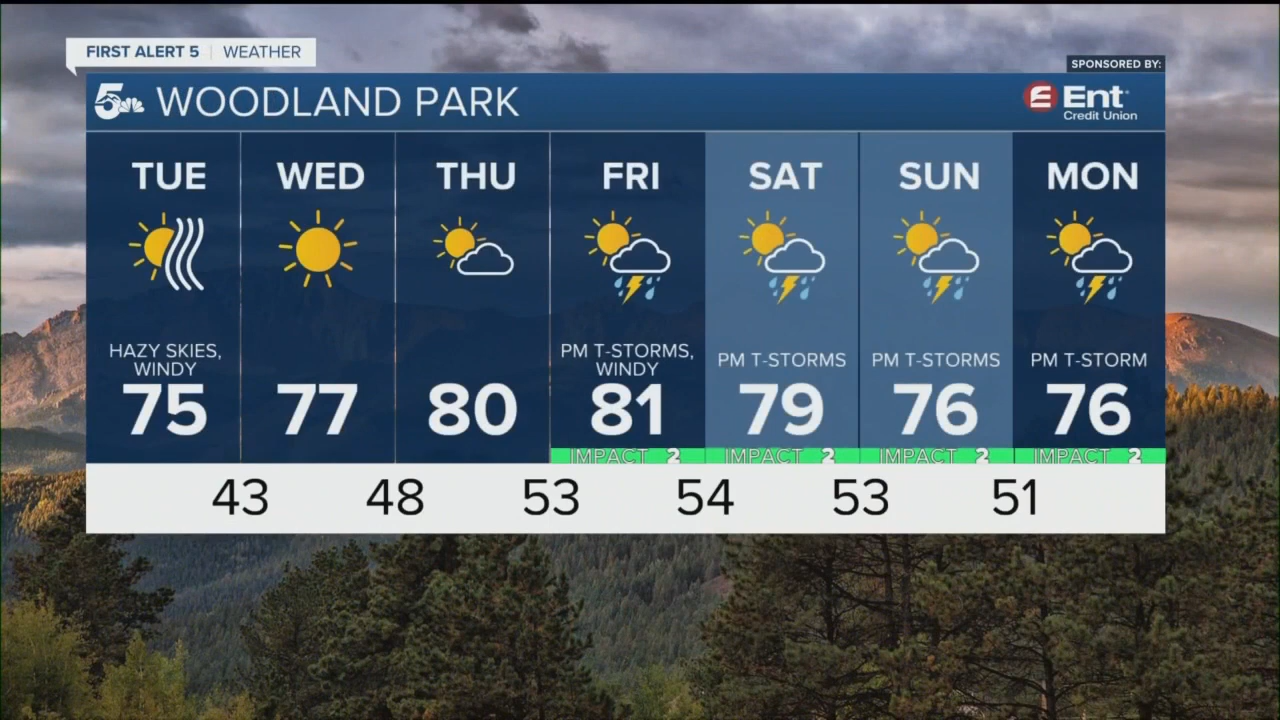 FIRST ALERT 5 | WEATHER
SPONSORED BY:
5 WOODLAND PARK
Ent
Credit Union
TUE WED THU FRI SAT SUN MON
HAZY SKIES,
WINDY
75
77
80
PM T-STORMS,
WINDY
81
PM T-STORMS
79
PM T-STORMS
76
PM T-STORM
76
IMPACT 2 IMPACT 2 IMPACT 2 IMPACT 2
43 48 53 54 53 51